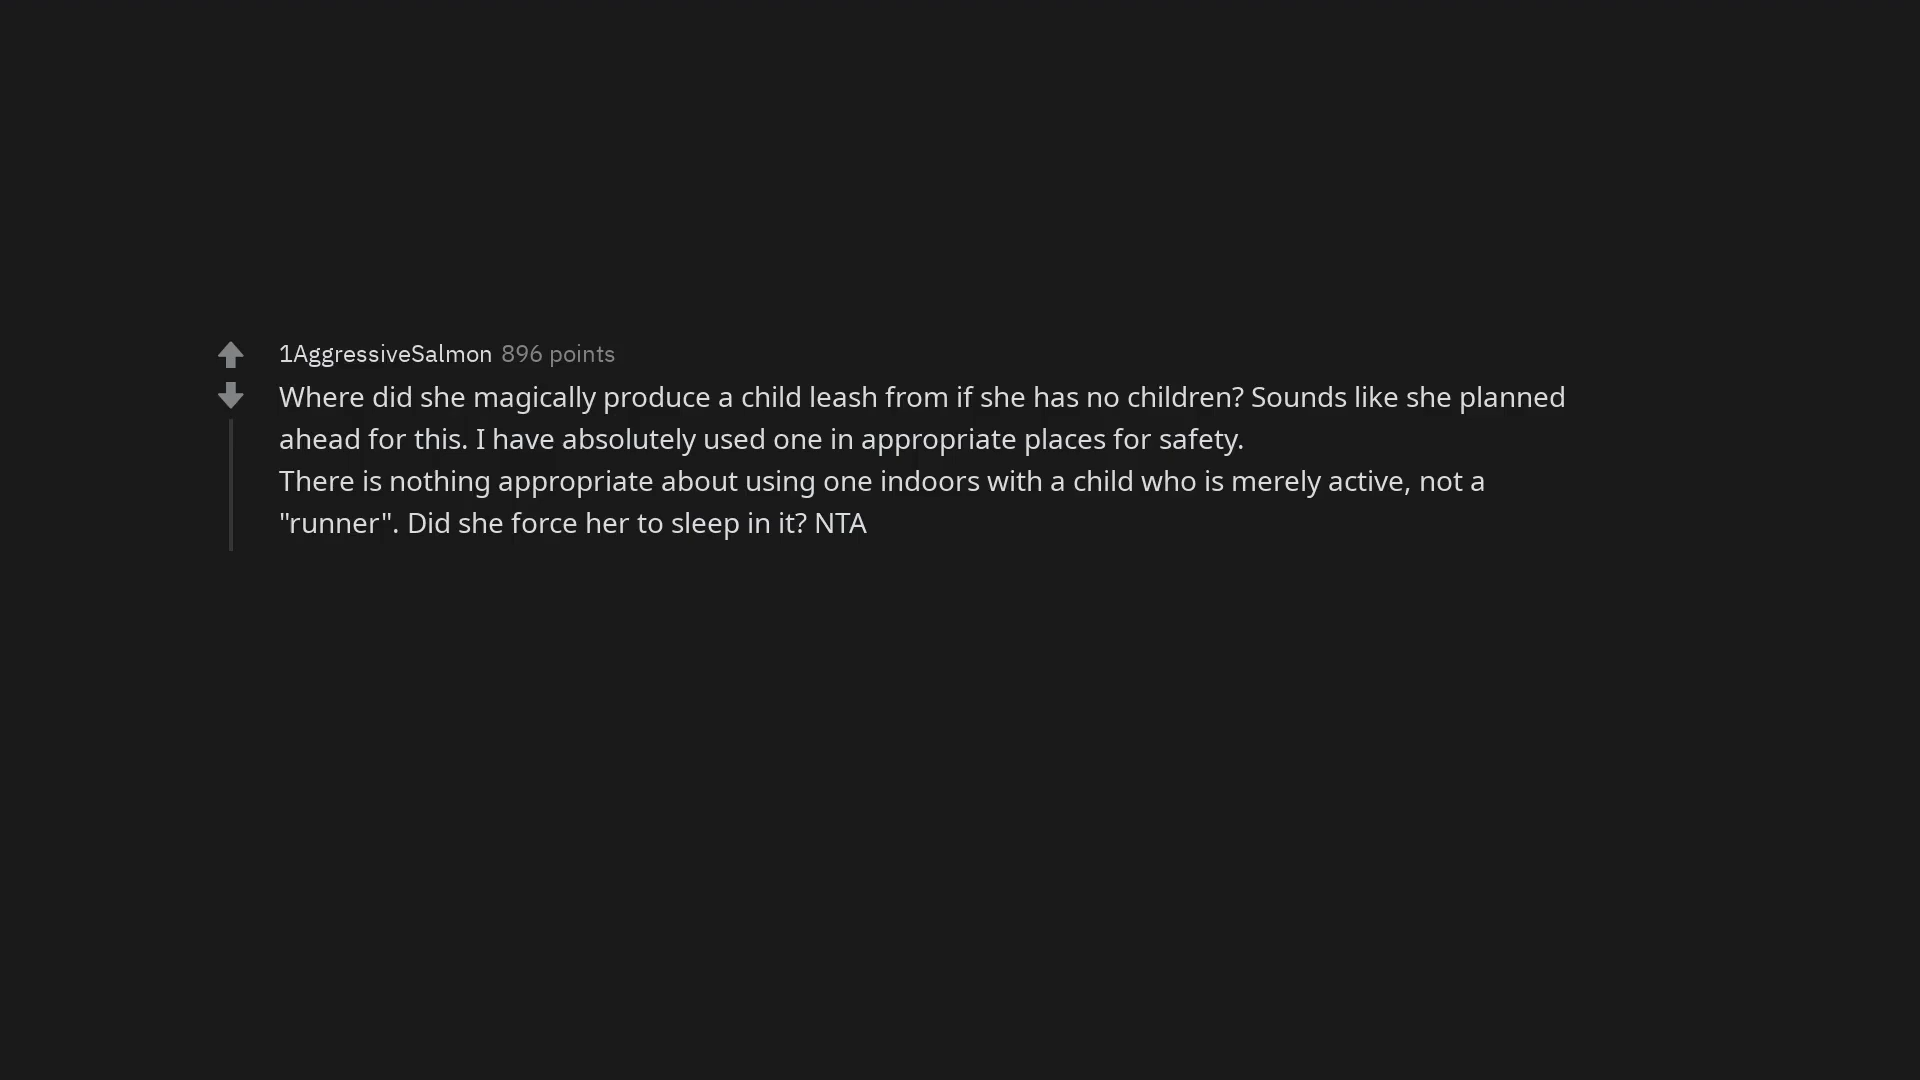 1AggressiveSalmon 896 points
Where did she magically produce a child leash from if she has no children? Sounds like she planned
ahead for this. I have absolutely used one in appropriate places for safety.
There is nothing appropriate about using one indoors with a child who is merely active, not a
"runner". Did she force her to sleep in it? NTA